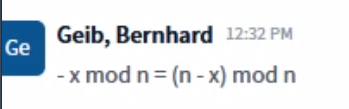 Ge
Geib, Bernhard 12:32 PM
- x mod n = (n - x) mod n